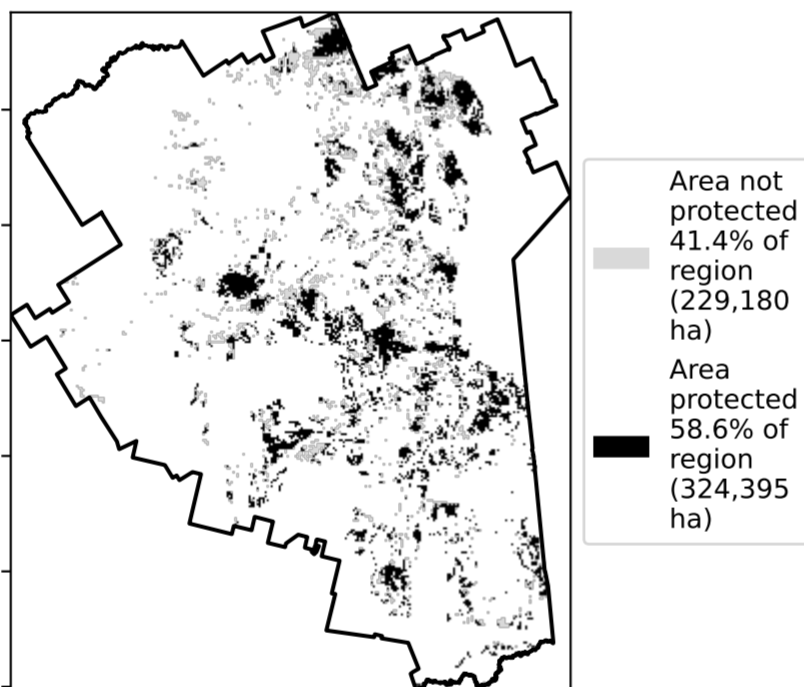 Area not
protected
41.4% of
region
(229,180
ha)
Area
protected
58.6% of
region
(324,395
ha)